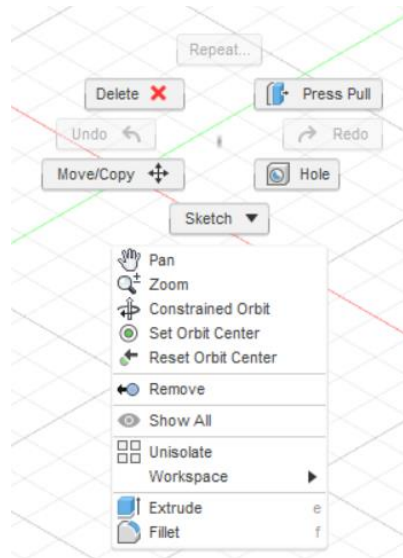 Repeat...
Delete
Press Pull
Undo
Redo
Move/Copy
Hole
Sketch
Pan
Zoom
Constrained Orbit
Set Orbit Center
Reset Orbit Center
Remove
Show All
Unisolate
Workspace
Extrude e
Fillet f